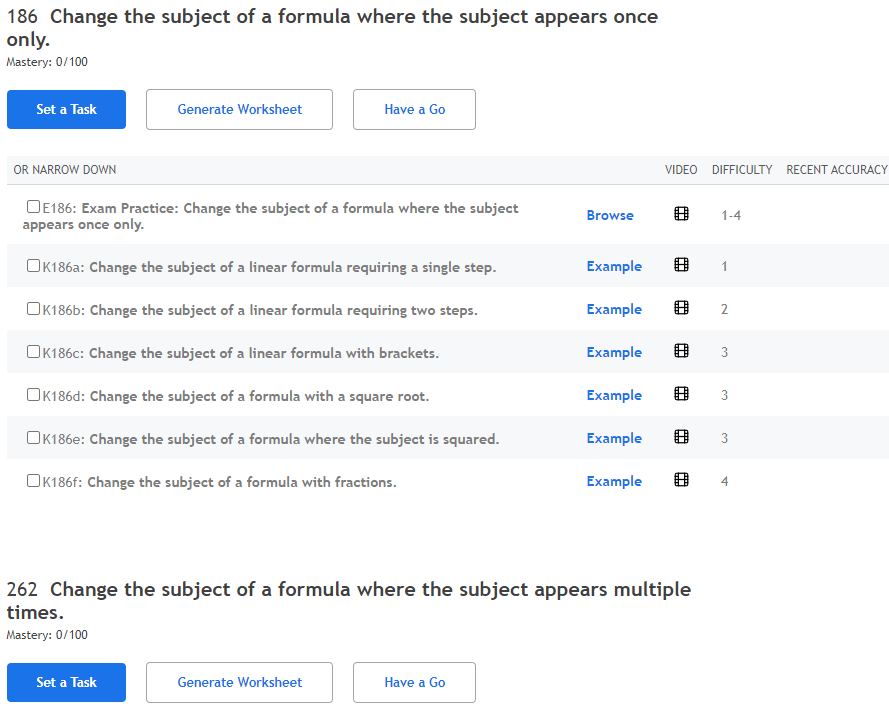 186 Change the subject of a formula where the subject appears once
only.
Mastery: 0/100
Set a Task Generate Worksheet Have a Go
OR NARROW DOWN VIDEO DIFFICULTY RECENT ACCURACY
E186: Exam Practice: Change the subject of a formula where the subject
appears once only.
Browse 1-4
K186a: Change the subject of a linear formula requiring a single step. Example 1
K186b: Change the subject of a linear formula requiring two steps. Example 2
K186c: Change the subject of a linear formula with brackets. Example 3
K186d: Change the subject of a formula with a square root. Example 3
K186e: Change the subject of a formula where the subject is squared. Example 3
K186f: Change the subject of a formula with fractions. Example 4
262 Change the subject of a formula where the subject appears multiple
times.
Mastery: 0/100
Set a Task Generate Worksheet Have a Go